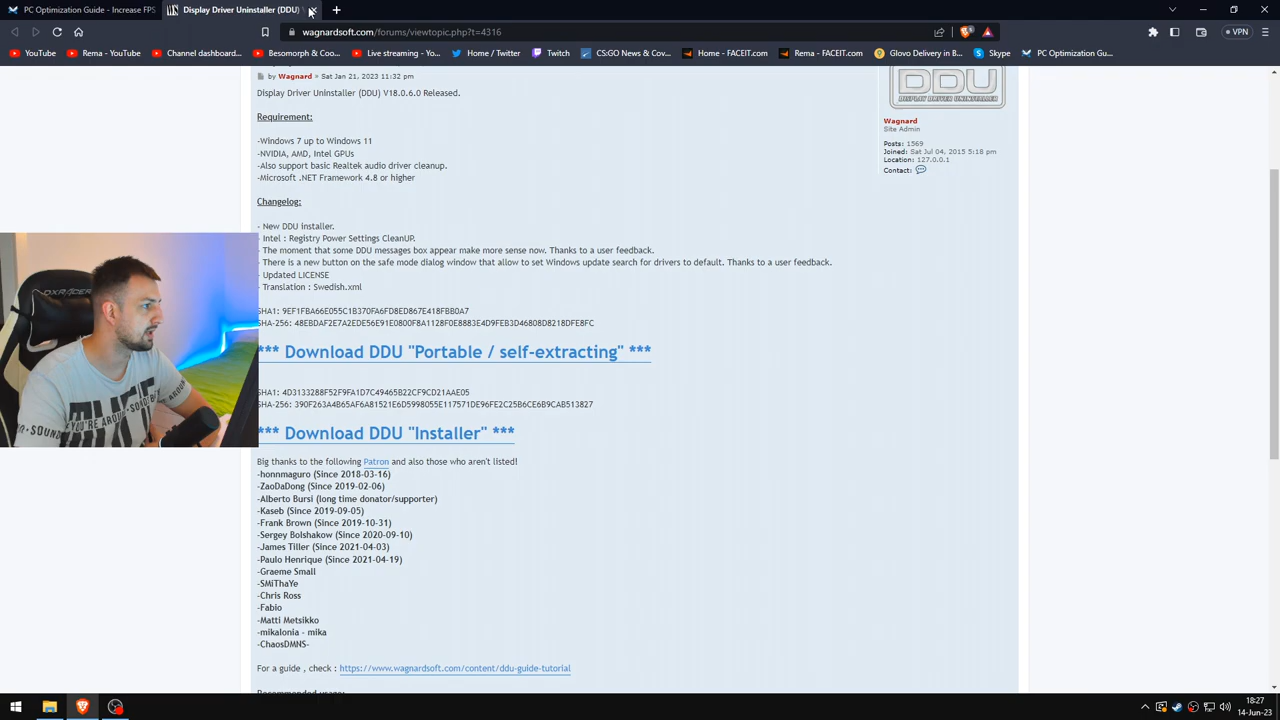 PC Optimization Guide - Increase FPS
Display Driver Uninstaller (DDU)
wagnardsoft.com/forums/viewtopic.php?t=4316
VPN
YouTube
Rema - YouTube
Channel dashboard...
Besomorph & Cooc...
Home / Twitter
Twitch
CS:GO News & Cov...
Home - FACEIT.com
Rema - FACEIT.com
Glovo Delivery in B...
Skype
PC Optimization Gu...
by Wagnard » Sat Jan 21, 2023 11:32 pm
Display Driver Uninstaller (DDU) V18.0.6.0 Released.
Requirement:
-Windows 7 up to Windows 11
-NVIDIA, AMD, Intel GPUs
-Also support basic Realtek audio driver cleanup.
-Microsoft .NET Framework 4.8 or higher
Changelog:
- New DDU installer.
- Intel : Registry Power Settings CleanUP.
- The moment that some DDU messages box appear make more sense now. Thanks to a user feedback.
- There is a new button on the safe mode dialog window that allow to set Windows update search for drivers to default. Thanks to a user feedback.
- Updated LICENSE
- Translation : Swedish.xml
SHA1: 9EF1FBA66E055C1B370FA6FD8ED867E418FBB0A7
SHA-256: 48EBDAF2E7A2EDE56E91E0800F8A1128F0E8883E4D9FEB3D46808D8218DFE8FC
*** Download DDU "Portable / self-extracting" ***
SHA1: 4D3133288F52F9FA1D7C49465B22CF9CD21AAE05
SHA-256: 390F263A4B65AF6A81521E6D5998055E117571DE96FE2C25B6CE6B9CAB513827
*** Download DDU "Installer" ***
Big thanks to the following Patron and also those who aren't listed!
-honnmaguro (Since 2018-03-16)
-ZaoDaDong (Since 2019-02-06)
-Alberto Bursi (long time donator/supporter)
-Kaseb (Since 2019-09-05)
-Frank Brown (Since 2019-10-31)
-Sergey Bolshakow (Since 2020-09-10)
-James Tiller (Since 2021-04-03)
-Paulo Henrique (Since 2021-04-19)
-Graeme Small
-SMiThaYe
-Chris Ross
-Fabio
-Matti Metsikko
-mikalonia - mika
-ChaosDMNS-
For a guide , check : https://www.wagnardsoft.com/content/ddu-guide-tutorial
Recommended usage:
DDU
DISPLAY DRIVER UNINSTALLER
Wagnard
Site Admin
Posts: 1569
Joined: Sat Jul 04, 2015 5:18 pm
Location: 127.0.0.1
Contact:
DXRACER
18:27
14-Jun-23